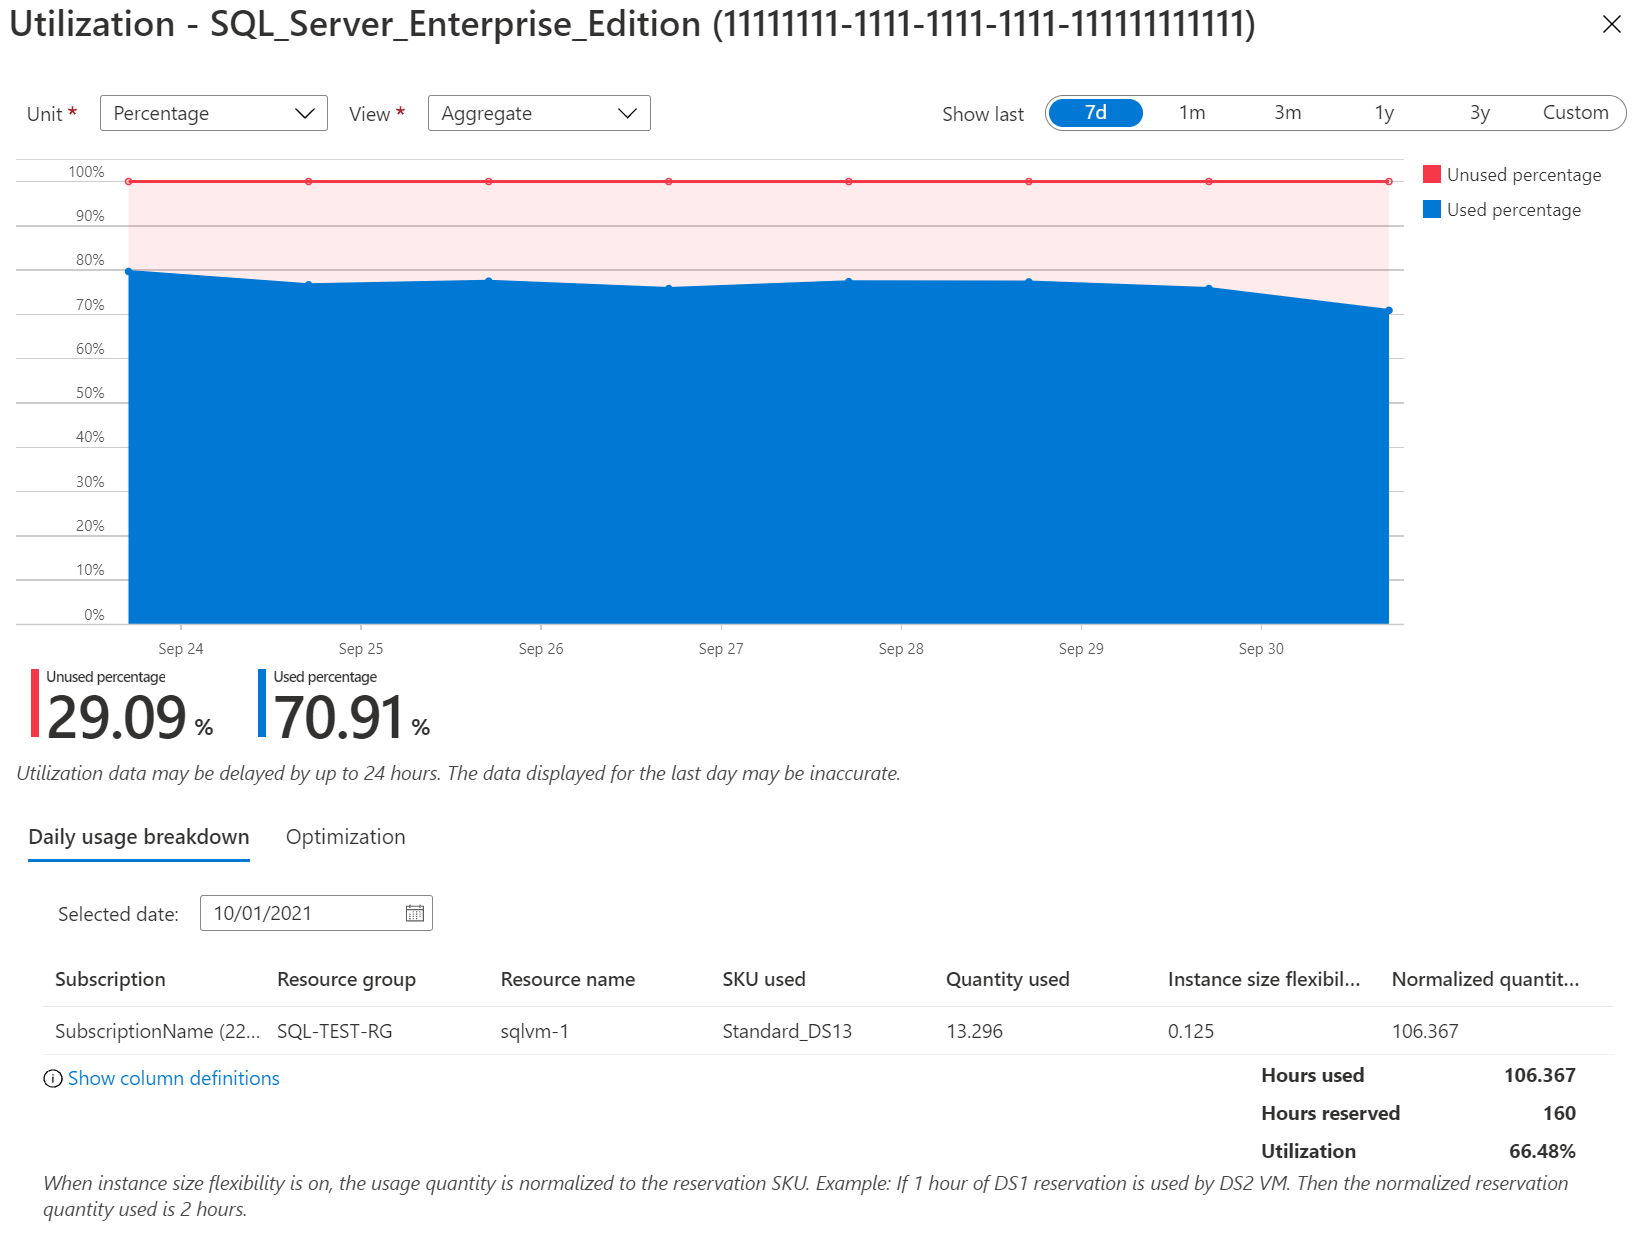 Utilization - SQL_Server_Enterprise_Edition (11111111-1111-1111-1111-111111111111)
Unit * Percentage View * Aggregate Show last 7d 1m 3m 1y 3y Custom
Unused percentage
Used percentage
100%
90%
80%
70%
60%
50%
40%
30%
20%
10%
0%
Sep 24 Sep 25 Sep 26 Sep 27 Sep 28 Sep 29 Sep 30
Unused percentage Used percentage
29.09 % 70.91 %
Utilization data may be delayed by up to 24 hours. The data displayed for the last day may be inaccurate.
Daily usage breakdown Optimization
Selected date: 10/01/2021
Subscription Resource group Resource name SKU used Quantity used Instance size flexibil... Normalized quantit...
SubscriptionName (22... SQL-TEST-RG sqlvm-1 Standard_DS13 13.296 0.125 106.367
Show column definitions
Hours used 106.367
Hours reserved 160
Utilization 66.48%
When instance size flexibility is on, the usage quantity is normalized to the reservation SKU. Example: If 1 hour of DS1 reservation is used by DS2 VM. Then the normalized reservation
quantity used is 2 hours.